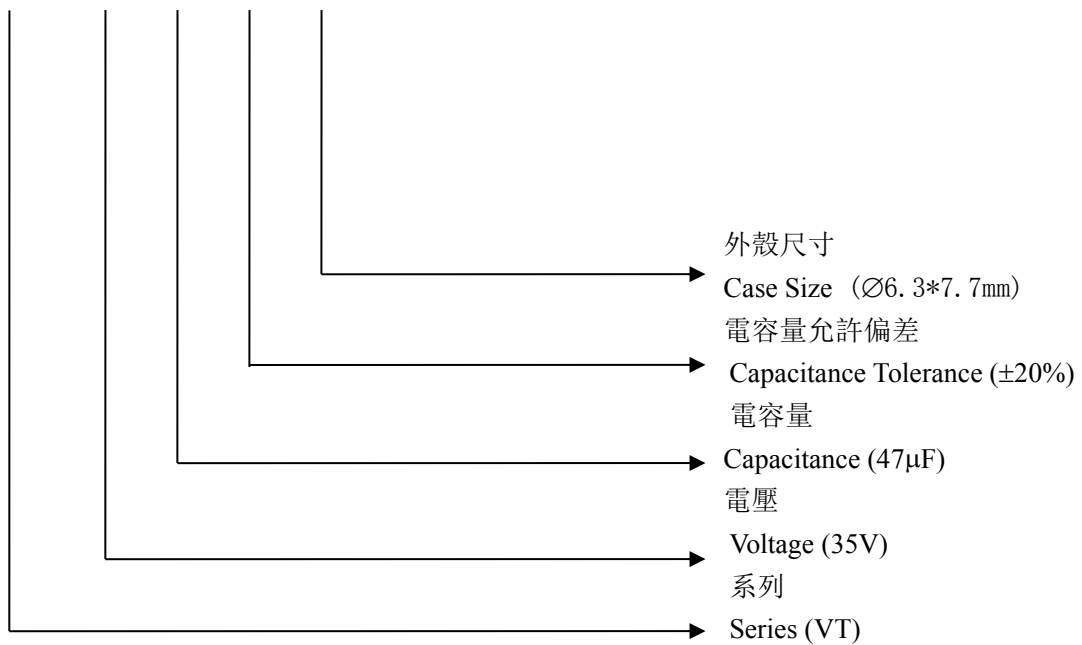 外殼尺寸
Case Size (∅6.3*7.7mm)
電容量允許偏差
Capacitance Tolerance (±20%)
電容量
Capacitance (47μF)
電壓
Voltage (35V)
系列
Series (VT)